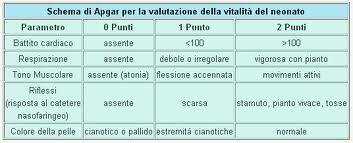 Schema di Apgar per la valutazione della vitalità del neonato
Parametro 0 Punti 1 Punto 2 Punti
Battito cardiaco assente <100 >100
Respirazione assente debole o irregolare vigorosa con pianto
Tono Muscolare assente (atonia) flessione accennata movimenti attivi
Riflessi
(risposta al catetere assente scarsa starnuto, pianto vivace, tosse
nasofaringeo)
Colore della pelle cianotico o pallido estremità cianotiche normale